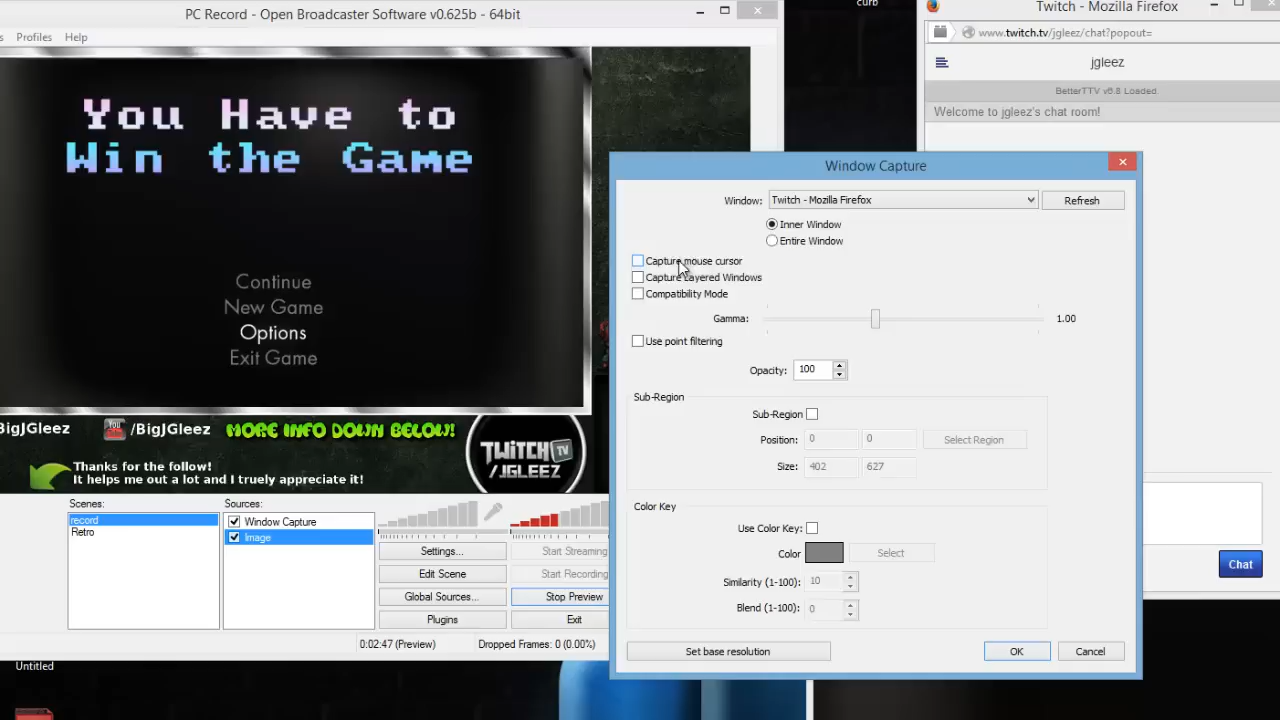 PC Record - Open Broadcaster Software v0.625b - 64bit
Profiles Help
You Have to
Win the Game
Continue
New Game
Options
Exit Game
BigJGleez
/BigJGleez
MORE INFO DOWN BELOW!
Thanks for the follow!
It helps me out a lot and I truely appreciate it!
TWITCH TV
/JGLEEZ
Scenes:
record
Retro
Sources:
Window Capture
Image
Settings...
Start Streaming
Edit Scene
Start Recording
Global Sources...
Stop Preview
Plugins
Exit
0:02:47 (Preview)
Dropped Frames: 0 (0.00%)
Untitled
curb
Twitch - Mozilla Firefox
www.twitch.tv/jgleez/chat?popout=
jgleez
BetterTTV v6.8 Loaded.
Welcome to jgleez's chat room!
Chat
Window Capture
Window: Twitch - Mozilla Firefox Refresh
Inner Window
Entire Window
Capture mouse cursor
Capture Layered Windows
Compatibility Mode
Gamma: 1.00
Use point filtering
Opacity: 100
Sub-Region
Sub-Region
Position: 0 0 Select Region
Size: 402 627
Color Key
Use Color Key:
Color Select
Similarity (1-100): 10
Blend (1-100): 0
Set base resolution OK Cancel